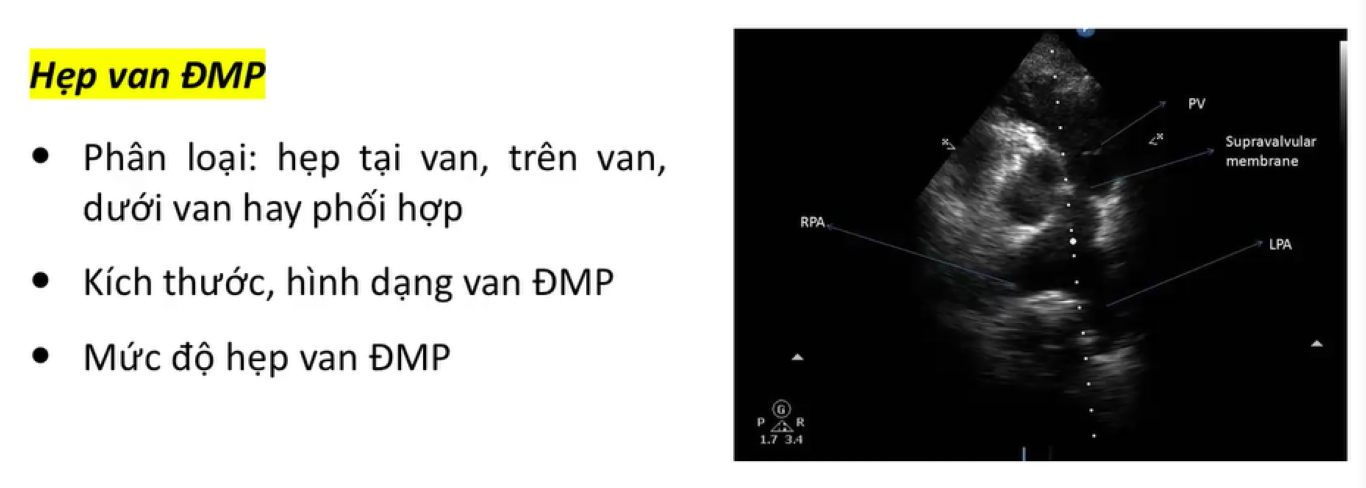 Hẹp van ĐMP
• Phân loại: hẹp tại van, trên van,
dưới van hay phối hợp
• Kích thước, hình dạng van ĐMP
• Mức độ hẹp van ĐMP
PV
Supravalvular
membrane
RPA
LPA
G
P R
1.7 3.4